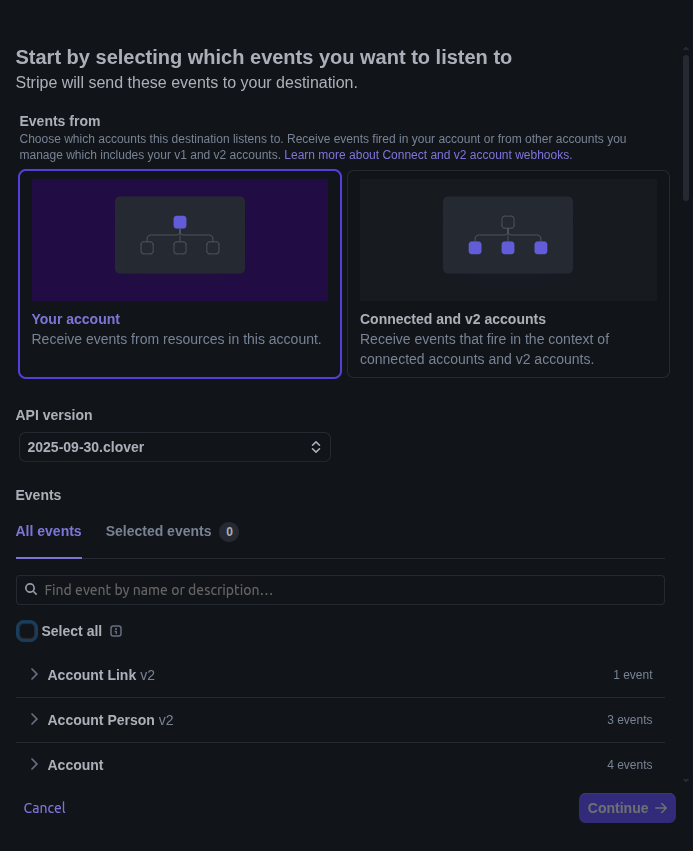 Start by selecting which events you want to listen to
Stripe will send these events to your destination.
Events from
Choose which accounts this destination listens to. Receive events fired in your account or from other accounts you
manage which includes your v1 and v2 accounts. Learn more about Connect and v2 account webhooks.
Your account
Receive events from resources in this account.
Connected and v2 accounts
Receive events that fire in the context of
connected accounts and v2 accounts.
API version
2025-09-30.clover
Events
All events Selected events 0
Find event by name or description…
Select all
Account Link v2 1 event
Account Person v2 3 events
Account 4 events
Cancel Continue